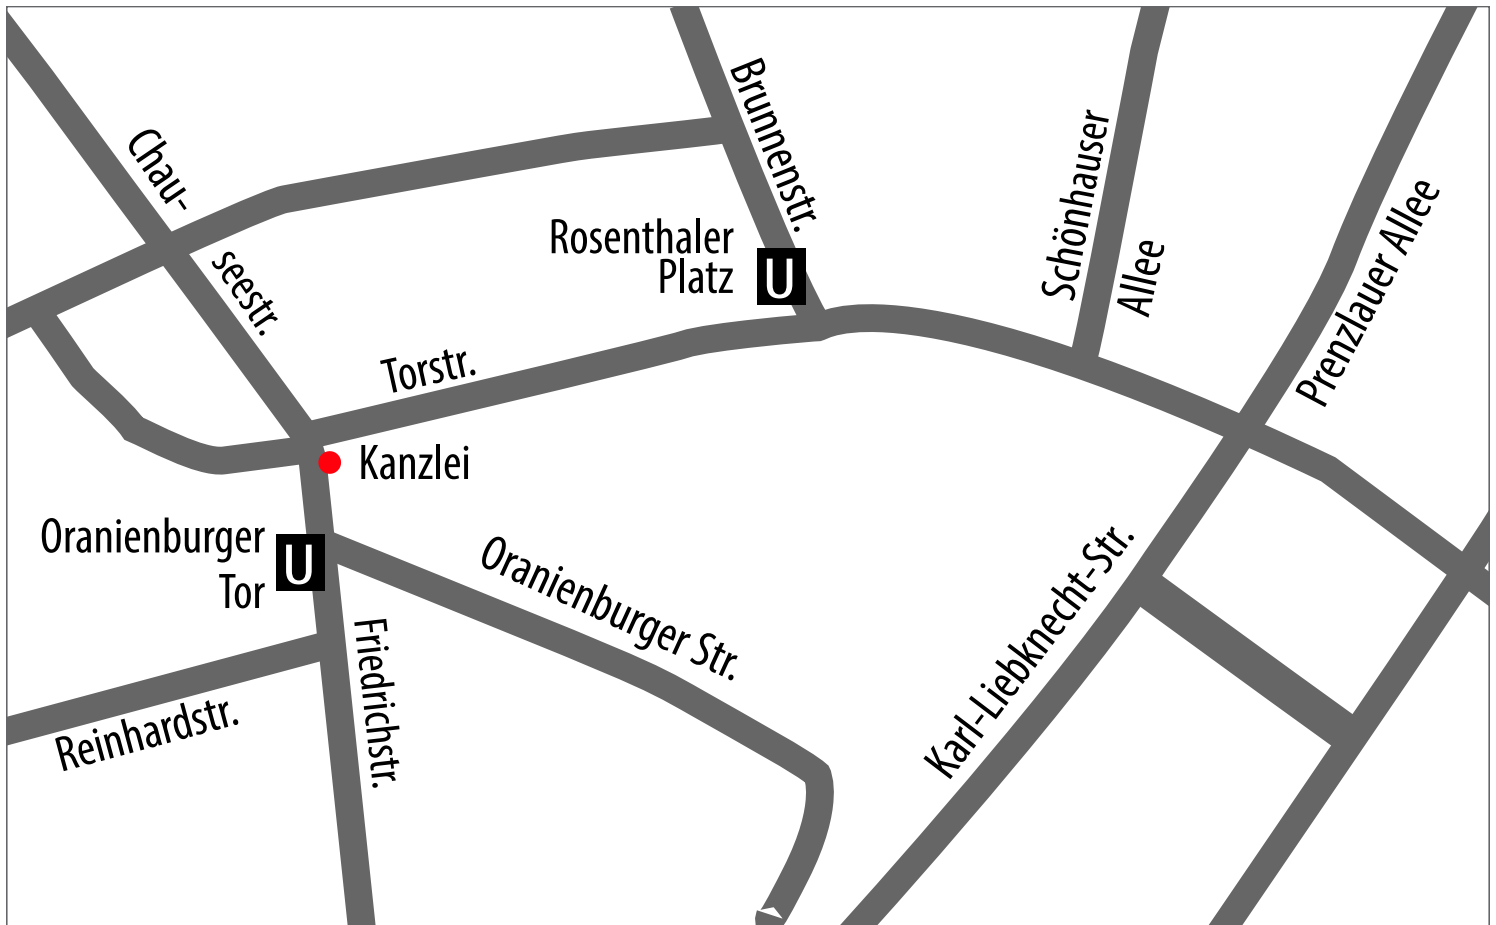 Brunnenstr.
Chau-
seestr.
Schönhauser
Allee
Prenzlauer Allee
Rosenthaler
Platz
U
Torstr.
Kanzlei
Oranienburger
Tor
U
Oranienburger Str.
Karl-Liebknecht-Str.
Friedrichstr.
Reinhardstr.